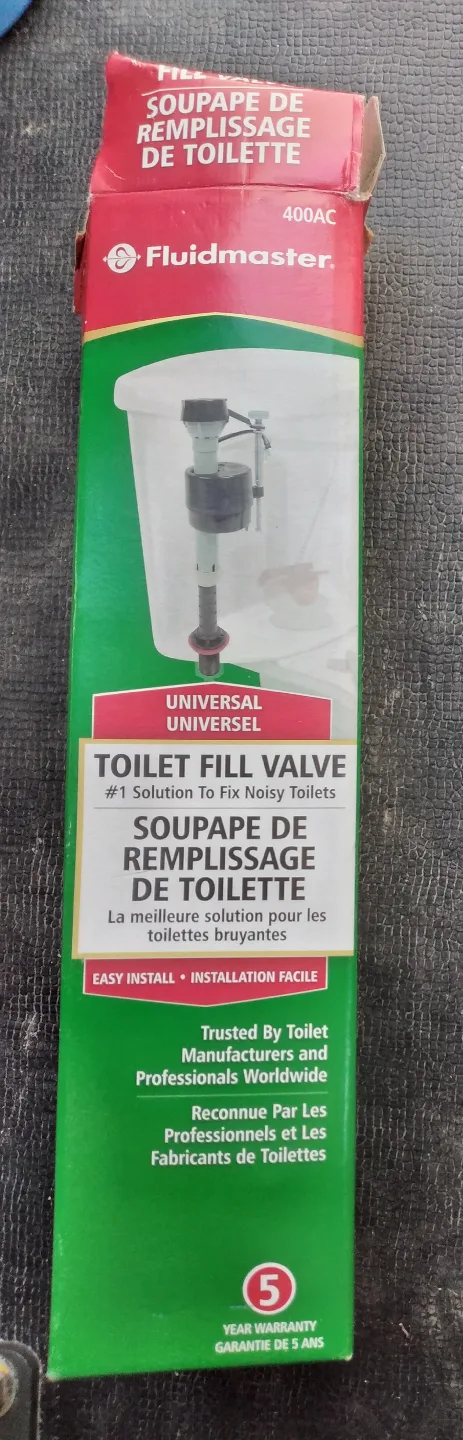 FILL VALVE
SOUPAPE DE
REMPLISSAGE
DE TOILETTE
400AC
Fluidmaster®
UNIVERSAL
UNIVERSEL
TOILET FILL VALVE
#1 Solution To Fix Noisy Toilets
SOUPAPE DE
REMPLISSAGE
DE TOILETTE
La meilleure solution pour les
toilettes bruyantes
EASY INSTALL • INSTALLATION FACILE
Trusted By Toilet
Manufacturers and
Professionals Worldwide
Reconnue Par Les
Professionnels et Les
Fabricants de Toilettes
5
YEAR WARRANTY
GARANTIE DE 5 ANS